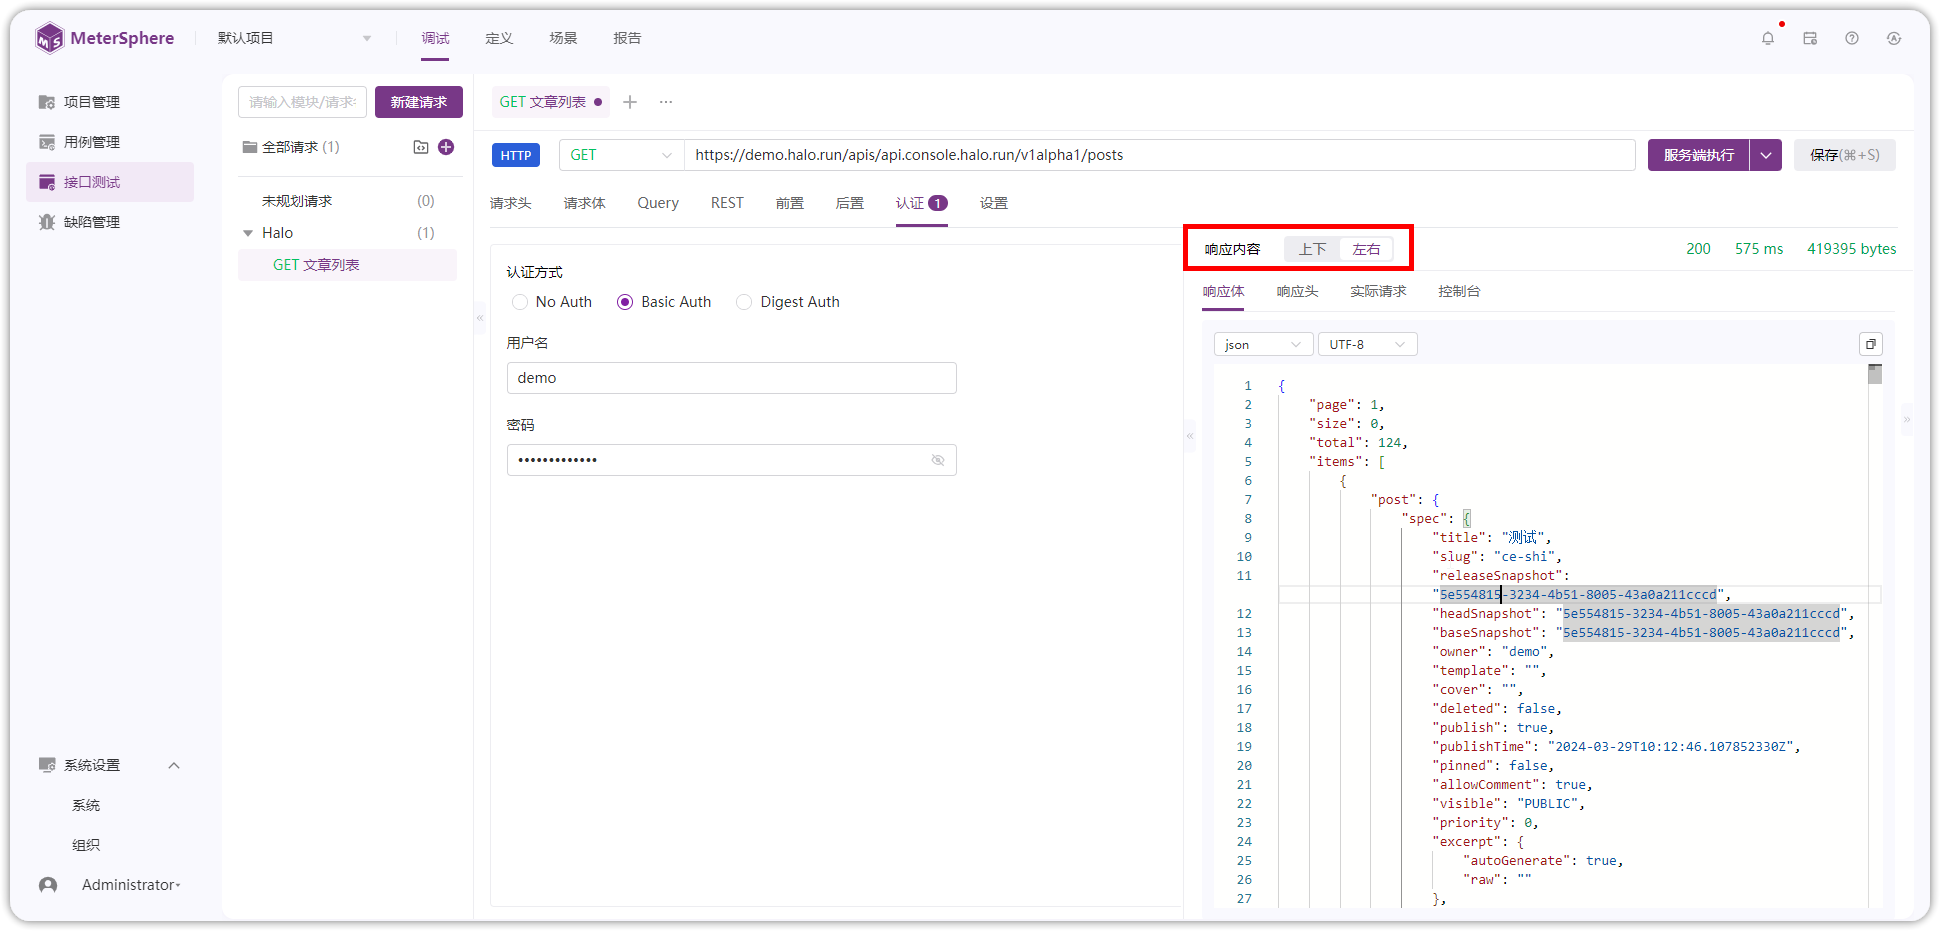 MeterSphere
默认项目
调试
定义
场景
报告
项目管理
用例管理
接口测试
缺陷管理
系统设置
系统
组织
Administrator
请输入模块/请求
新建请求
全部请求 (1)
未规划请求 (0)
Halo (1)
GET 文章列表
GET 文章列表
HTTP
GET
https://demo.halo.run/apis/api.console.halo.run/v1alpha1/posts
服务端执行
保存(⌘+S)
请求头
请求体
Query
REST
前置
后置
认证 1
设置
认证方式
No Auth
Basic Auth
Digest Auth
用户名
demo
密码
•••••••••••••
响应内容
上下
左右
200
575 ms
419395 bytes
响应体
响应头
实际请求
控制台
json
UTF-8
1 {
2 "page": 1,
3 "size": 0,
4 "total": 124,
5 "items": [
6 {
7 "post": {
8 "spec": {
9 "title": "测试",
10 "slug": "ce-shi",
11 "releaseSnapshot":
"5e554815-3234-4b51-8005-43a0a211cccd",
12 "headSnapshot": "5e554815-3234-4b51-8005-43a0a211cccd",
13 "baseSnapshot": "5e554815-3234-4b51-8005-43a0a211cccd",
14 "owner": "demo",
15 "template": "",
16 "cover": "",
17 "deleted": false,
18 "publish": true,
19 "publishTime": "2024-03-29T10:12:46.107852330Z",
20 "pinned": false,
21 "allowComment": true,
22 "visible": "PUBLIC",
23 "priority": 0,
24 "excerpt": {
25 "autoGenerate": true,
26 "raw": ""
27 },